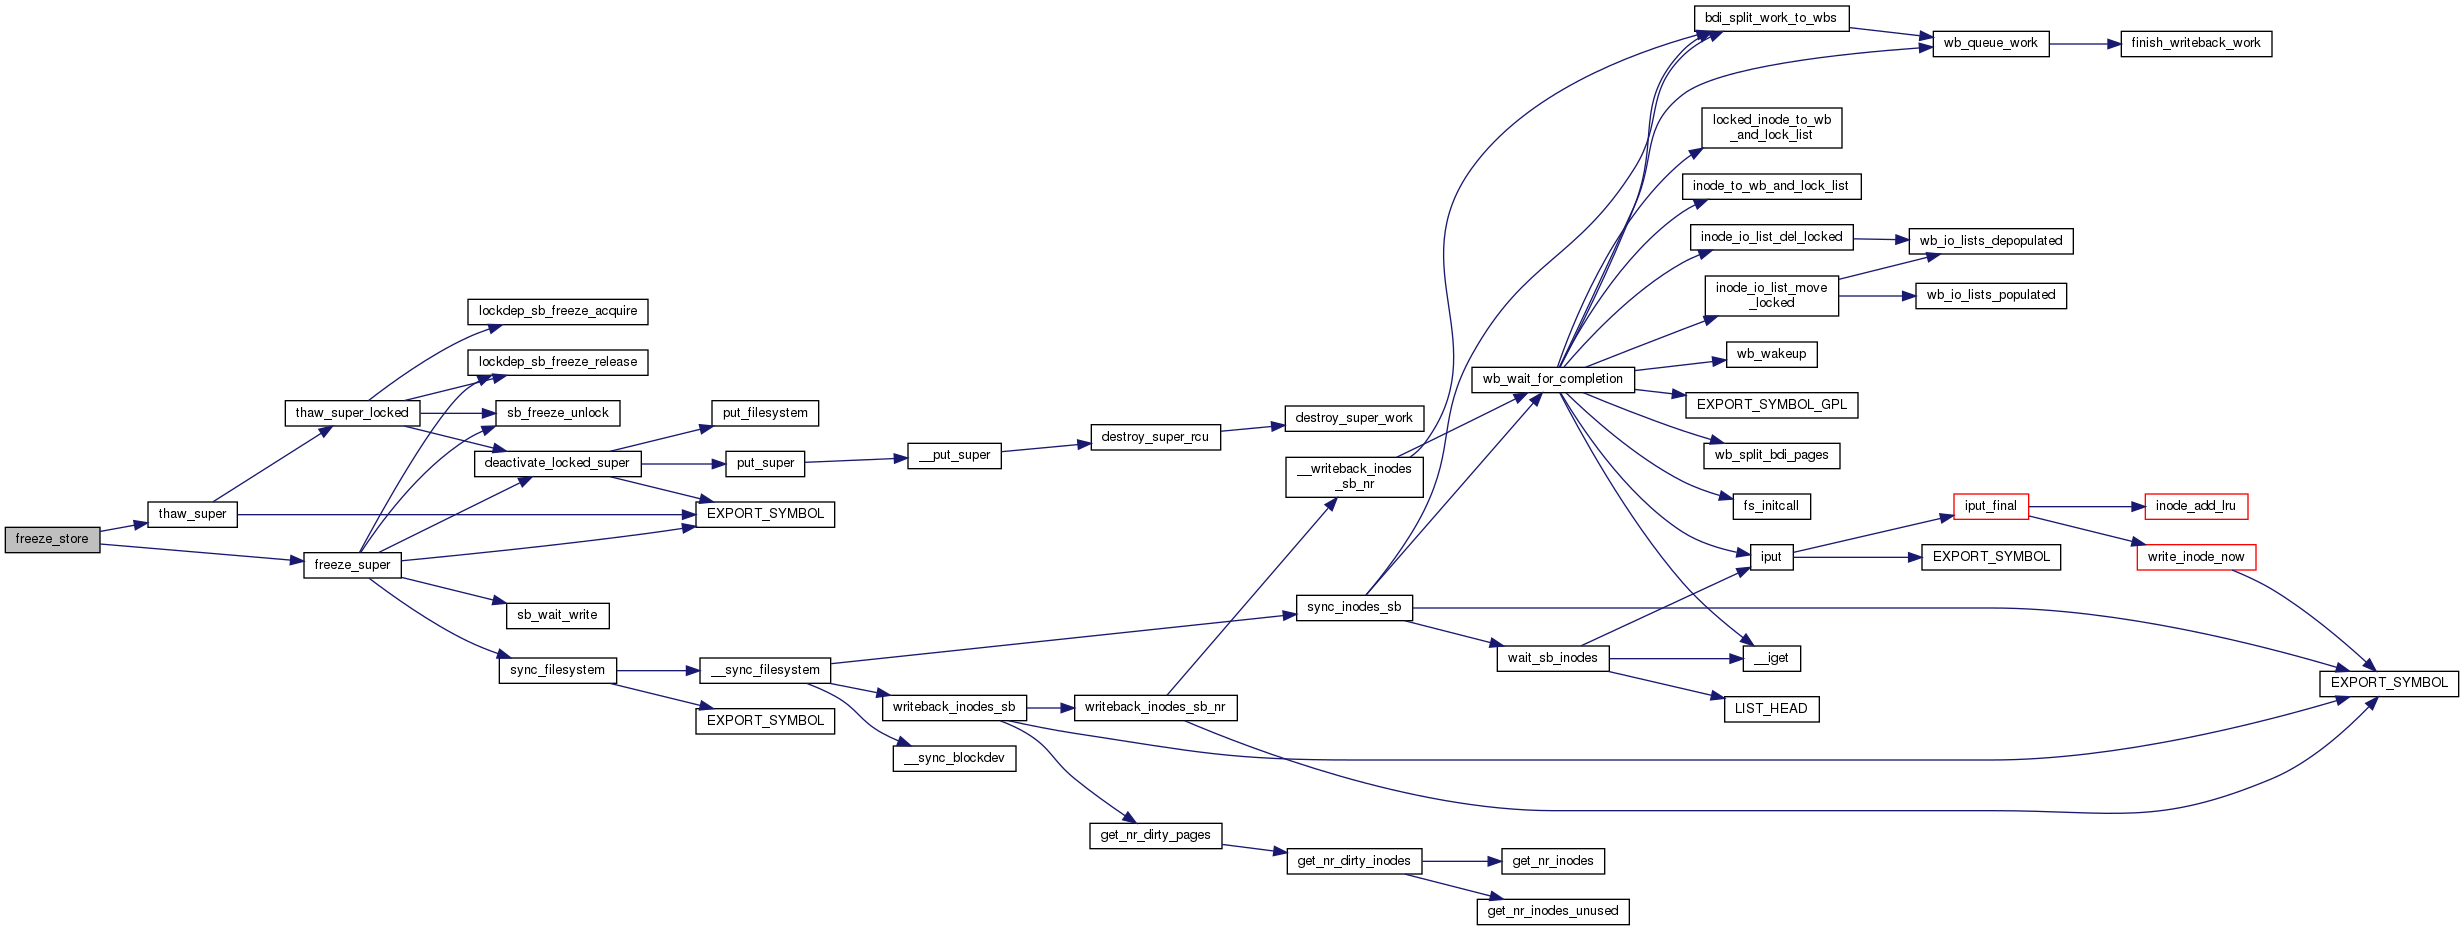 freeze_store
thaw_super
freeze_super
thaw_super_locked
lockdep_sb_freeze_acquire
lockdep_sb_freeze_release
sb_freeze_unlock
deactivate_locked_super
sb_wait_write
sync_filesystem
put_filesystem
put_super
EXPORT_SYMBOL
__sync_filesystem
EXPORT_SYMBOL
__put_super
writeback_inodes_sb
__sync_blockdev
destroy_super_rcu
writeback_inodes_sb_nr
get_nr_dirty_pages
destroy_super_work
__writeback_inodes
_sb_nr
sync_inodes_sb
get_nr_dirty_inodes
wb_wait_for_completion
wait_sb_inodes
get_nr_inodes
get_nr_inodes_unused
bdi_split_work_to_wbs
locked_inode_to_wb
_and_lock_list
inode_to_wb_and_lock_list
inode_io_list_del_locked
inode_io_list_move
_locked
wb_wakeup
EXPORT_SYMBOL_GPL
wb_split_bdi_pages
fs_initcall
iput
__iget
LIST_HEAD
wb_queue_work
wb_io_lists_depopulated
wb_io_lists_populated
iput_final
EXPORT_SYMBOL
finish_writeback_work
inode_add_lru
write_inode_now
EXPORT_SYMBOL